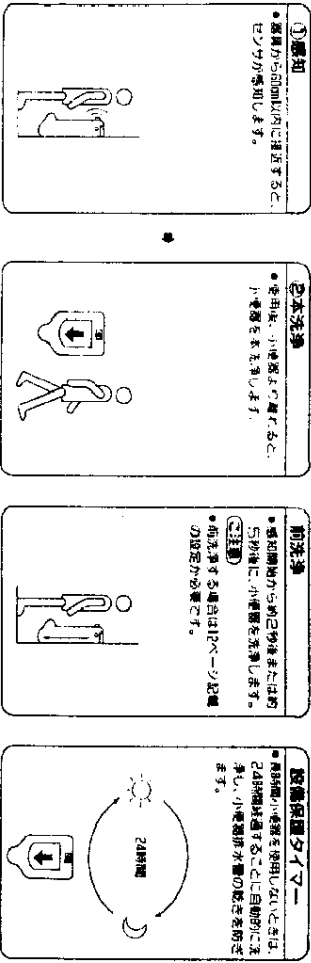 ①感知
●器具から60cm以内に接近すると、
センサが感知します。
②本洗浄
●使用後、小便器より離れると、
小便器を本洗浄します。
前洗浄
●感知開始から約2秒後または約
5秒後に、小便器を洗浄します。
ご注意
●前洗浄する場合は12ページ記載
の設定が必要です。
設備保護タイマー
●長時間小便器を使用しないときは、
24時間経過するごとに自動的に洗
浄し、小便器排水管の乾きを防ぎ
ます。
24時間